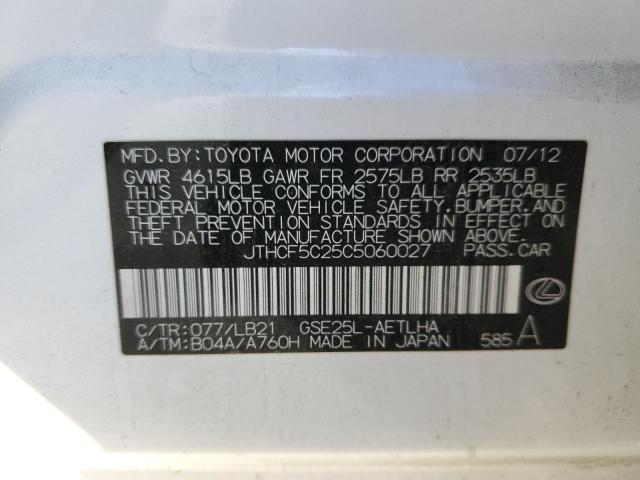 MFD. BY: TOYOTA MOTOR CORPORATION 07/12
GVWR 4615LB GAWR FR 2575LB RR 2535LB
THIS VEHICLE CONFORMS TO ALL APPLICABLE
FEDERAL MOTOR VEHICLE SAFETY, BUMPER, AND
THEFT PREVENTION STANDARDS IN EFFECT ON
THE DATE OF MANUFACTURE SHOWN ABOVE.
JTHCF5C25C5060027 PASS. CAR
C/TR: 077/LB21 GSE25L-AETLHA
A/TM: B04A/A760H MADE IN JAPAN 585 A